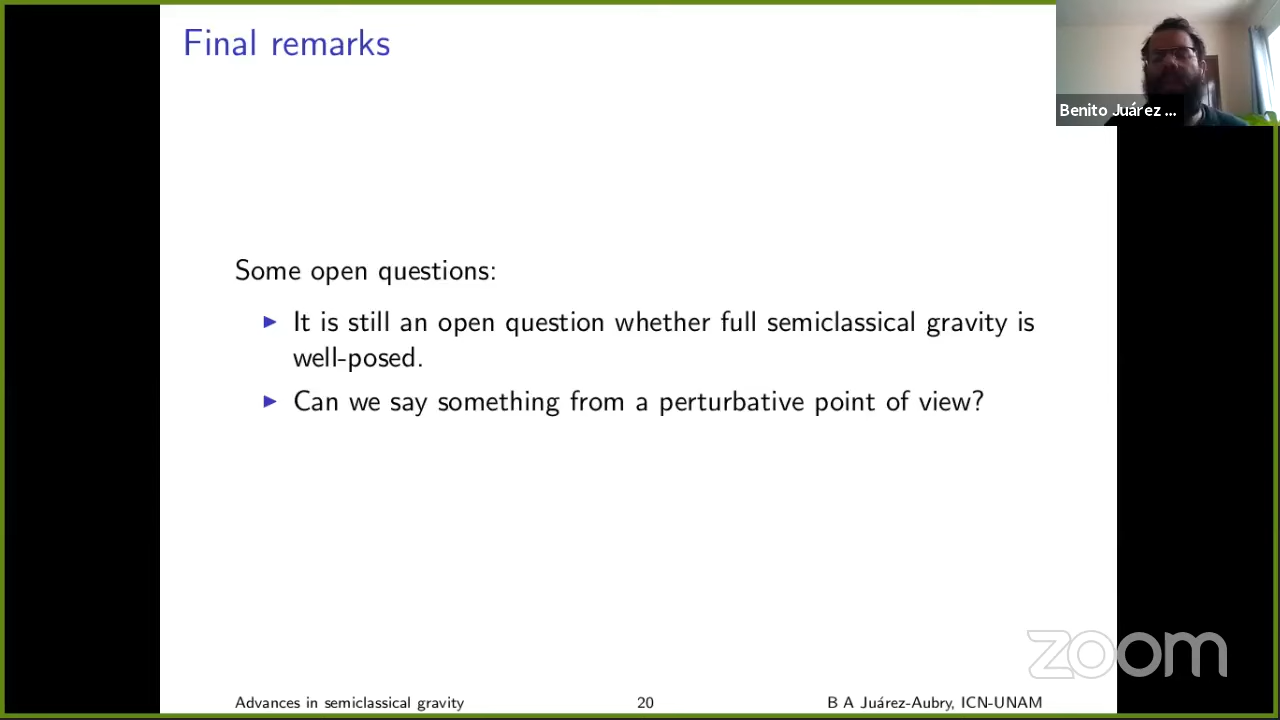 Final remarks
Benito Juárez ...
Some open questions:
► It is still an open question whether full semiclassical gravity is
well-posed.
► Can we say something from a perturbative point of view?
zoom
Advances in semiclassical gravity 20 B A Juárez-Aubry, ICN-UNAM